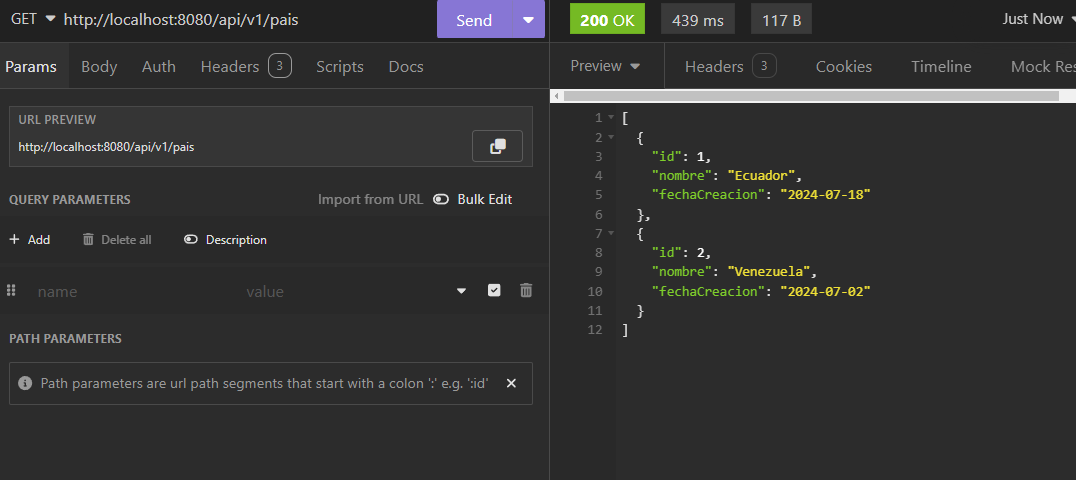 GET http://localhost:8080/api/v1/pais Send
200 OK 439 ms 117 B Just Now
Params Body Auth Headers 3 Scripts Docs
Preview Headers 3 Cookies Timeline Mock Res
URL PREVIEW
http://localhost:8080/api/v1/pais
QUERY PARAMETERS Import from URL Bulk Edit
+ Add Delete all Description
name value
PATH PARAMETERS
Path parameters are url path segments that start with a colon ':' e.g. ':id'
1 [
2 {
3 "id": 1,
4 "nombre": "Ecuador",
5 "fechaCreacion": "2024-07-18"
6 },
7 {
8 "id": 2,
9 "nombre": "Venezuela",
10 "fechaCreacion": "2024-07-02"
11 }
12 ]